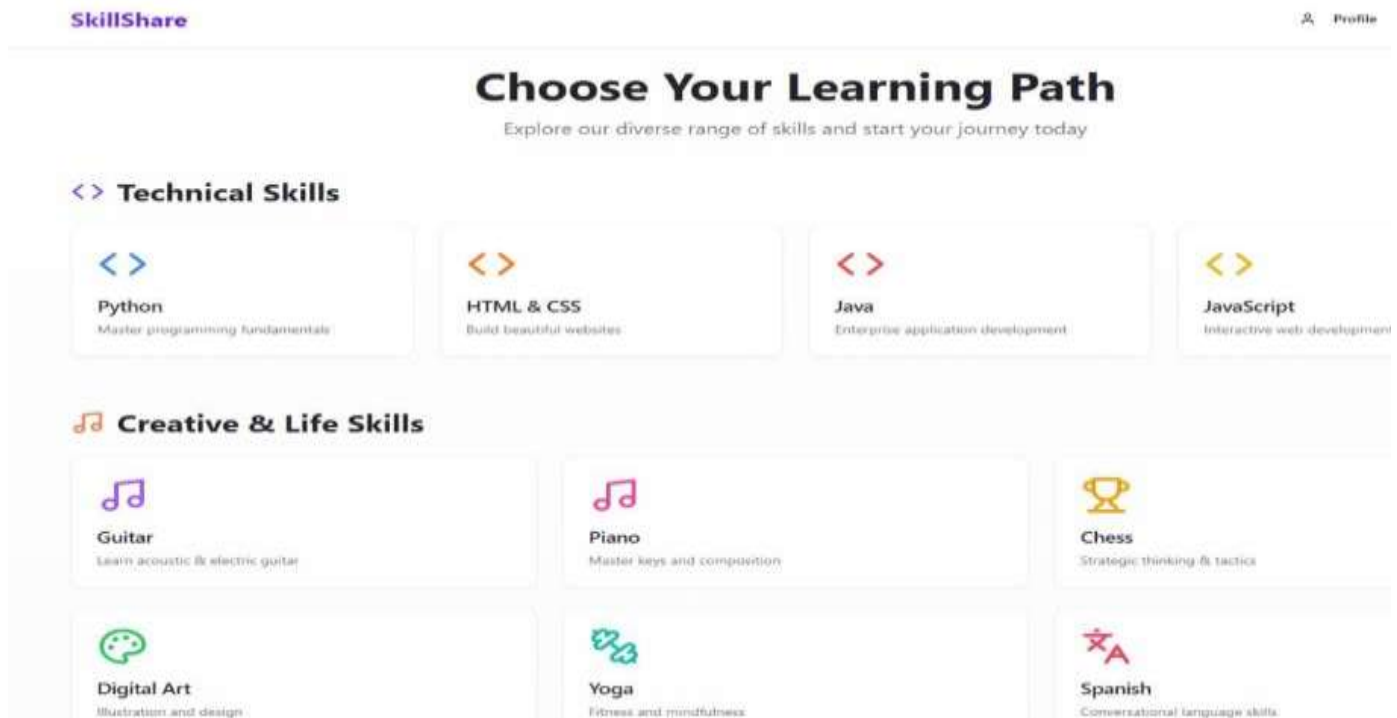 SkillShare
Profile
Choose Your Learning Path
Explore our diverse range of skills and start your journey today
Technical Skills
Python
Master programming fundamentals
HTML & CSS
Build beautiful websites
Java
Enterprise application development
JavaScript
Interactive web development
Creative & Life Skills
Guitar
Learn acoustic & electric guitar
Piano
Master keys and composition
Chess
Strategic thinking & tactics
Digital Art
Illustration and design
Yoga
Fitness and mindfulness
Spanish
Conversational language skills